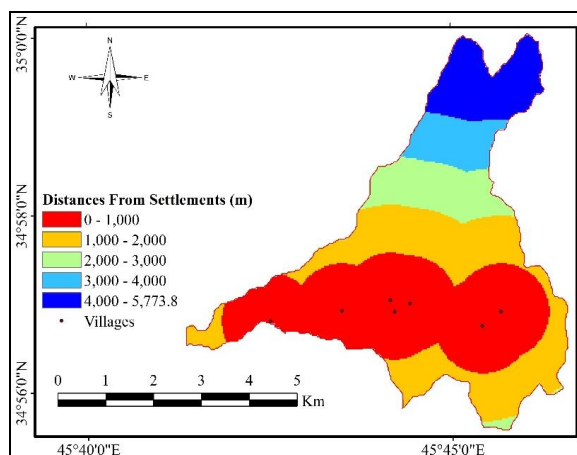 35°0'0"N
N
W E
S
Distances From Settlements (m)
0 - 1,000
34°58'0"N
1,000 - 2,000
2,000 - 3,000
3,000 - 4,000
4,000 - 5,773.8
Villages
0 1 2 3 4 5
Km
34°56'0"N
45°40'0"E 45°45'0"E